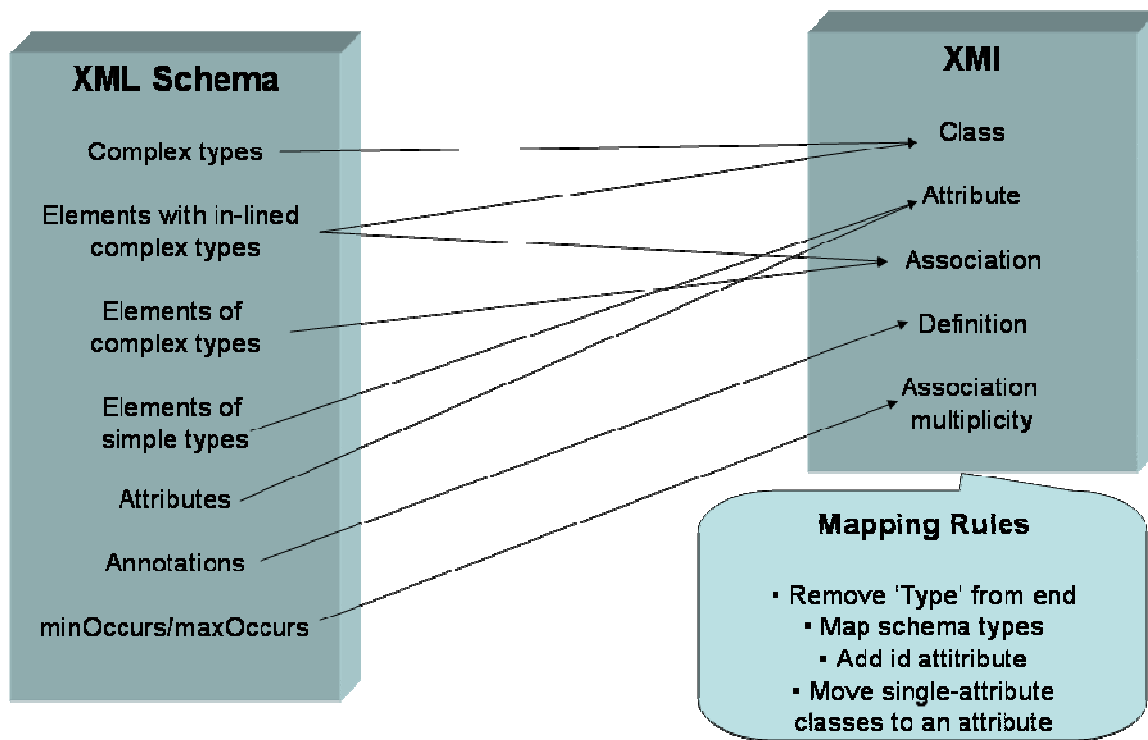 XML Schema
Complex types
Elements with in-lined
complex types
Elements of
complex types
Elements of
simple types
Attributes
Annotations
minOccurs/maxOccurs
XMI
Class
Attribute
Association
Definition
Association
multiplicity
Mapping Rules
▪ Remove 'Type' from end
▪ Map schema types
▪ Add id attitribute
▪ Move single-attribute
classes to an attribute